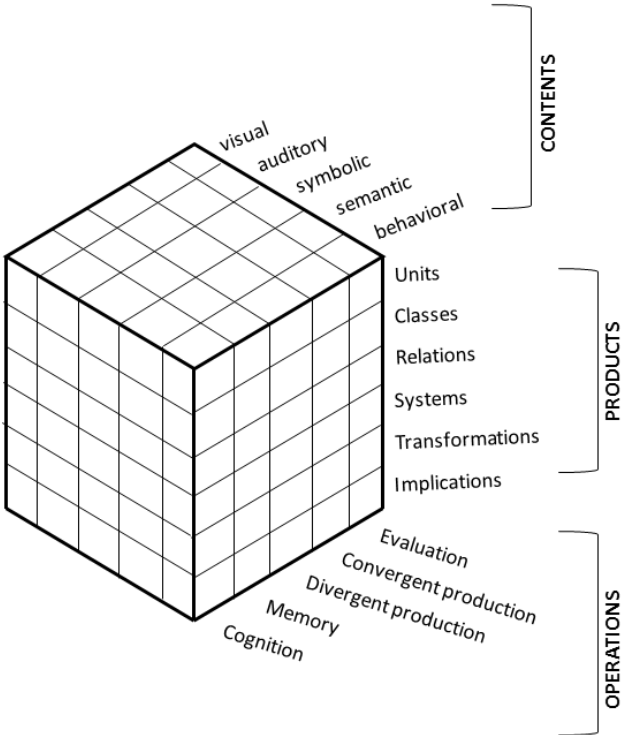 CONTENTS
visual
auditory
symbolic
semantic
behavioral
PRODUCTS
Units
Classes
Relations
Systems
Transformations
Implications
OPERATIONS
Evaluation
Convergent production
Divergent production
Memory
Cognition